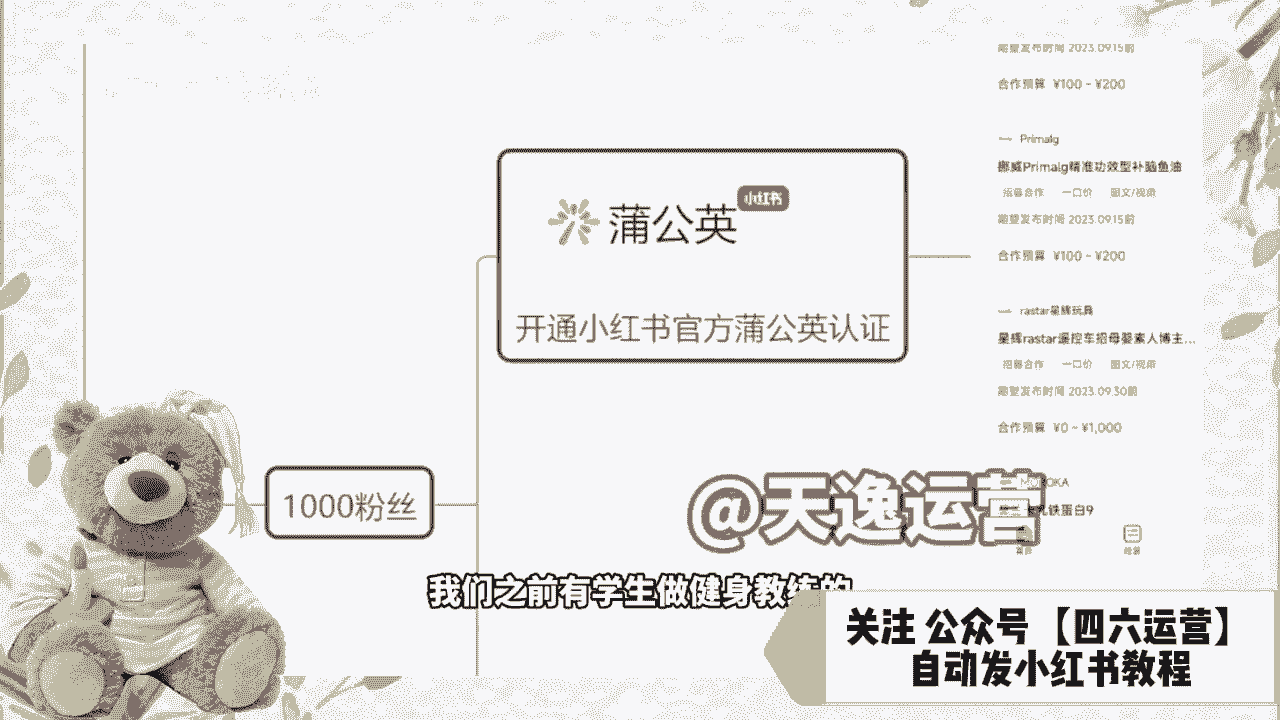 期望发布时间 2023.09.15前
合作预算 ¥100 ~ ¥200
Primalg
挪威Primalg精准功效型补脑鱼油
招募合作 一口价 图文/视频
期望发布时间 2023.09.15前
合作预算 ¥100 ~ ¥200
rastar星辉玩具
星辉rastar遥控车招母婴素人博主...
招募合作 一口价 图文/视频
期望发布时间 2023.09.30前
合作预算 ¥0 ~ ¥1,000
铁蛋白9
小红书
蒲公英
开通小红书官方蒲公英认证
1000粉丝
@天逸运营
我们之前有学生做健身教练的
关注 公众号 【四六运营】
自动发小红书教程